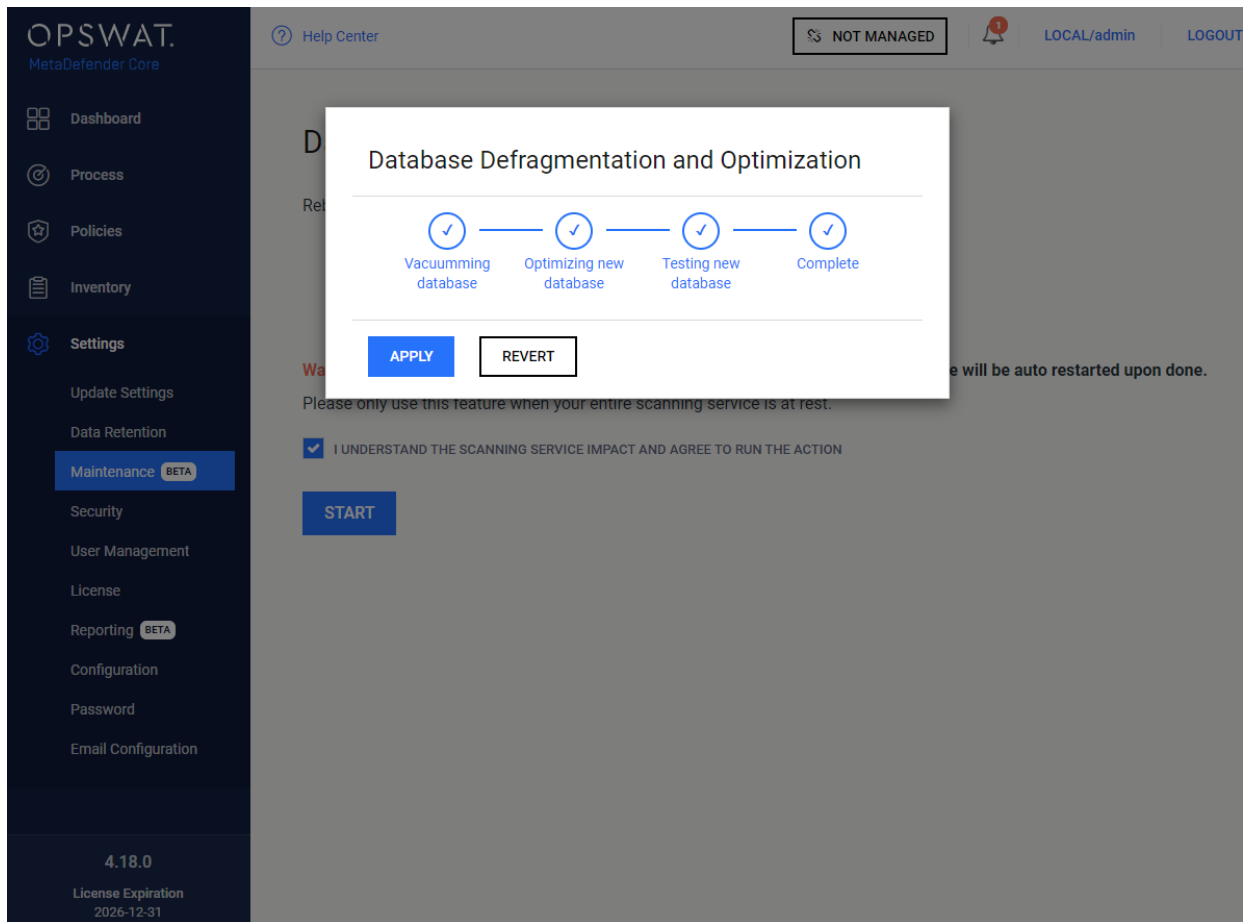 OPSWAT.
MetaDefender Core
Help Center
NOT MANAGED
1
LOCAL/admin
LOGOUT
Dashboard
Process
Policies
Inventory
Settings
Update Settings
Data Retention
Maintenance BETA
Security
User Management
License
Reporting BETA
Configuration
Password
Email Configuration
4.18.0
License Expiration
2026-12-31
D
Database Defragmentation and Optimization
Vacuumming
database
Optimizing new
database
Testing new
database
Complete
APPLY
REVERT
e will be auto restarted upon done.
Please only use this feature when your entire scanning service is at rest.
I UNDERSTAND THE SCANNING SERVICE IMPACT AND AGREE TO RUN THE ACTION
START